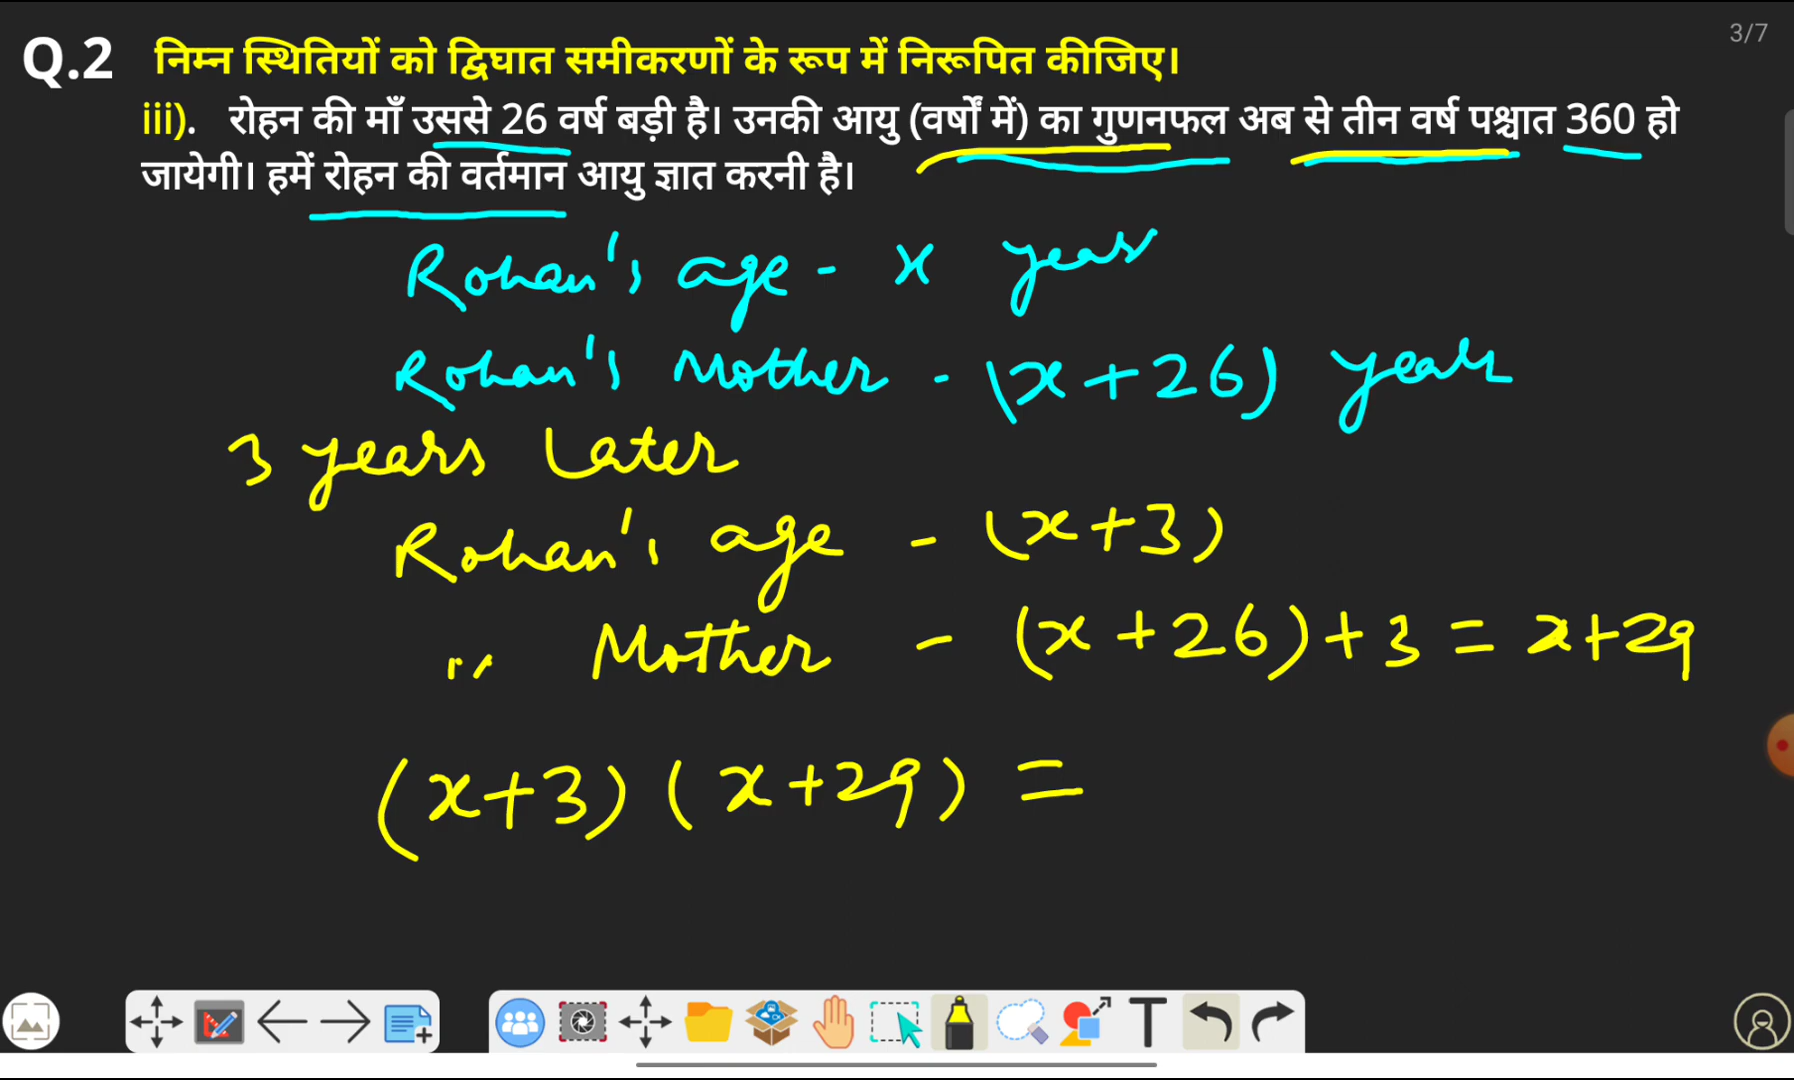 3/7
Q.2 निम्न स्थितियों को द्विघात समीकरणों के रूप में निरूपित कीजिए।
iii). रोहन की माँ उससे 26 वर्ष बड़ी है। उनकी आयु (वर्षों में) का गुणनफल अब से तीन वर्ष पश्चात 360 हो
जायेगी। हमें रोहन की वर्तमान आयु ज्ञात करनी है।
Rohan's age - x years
Rohan's Mother - (x+26) years
3 years Later
Rohan's age - (x+3)
" Mother - (x+26)+3 = x+29
(x+3)(x+29) =
T